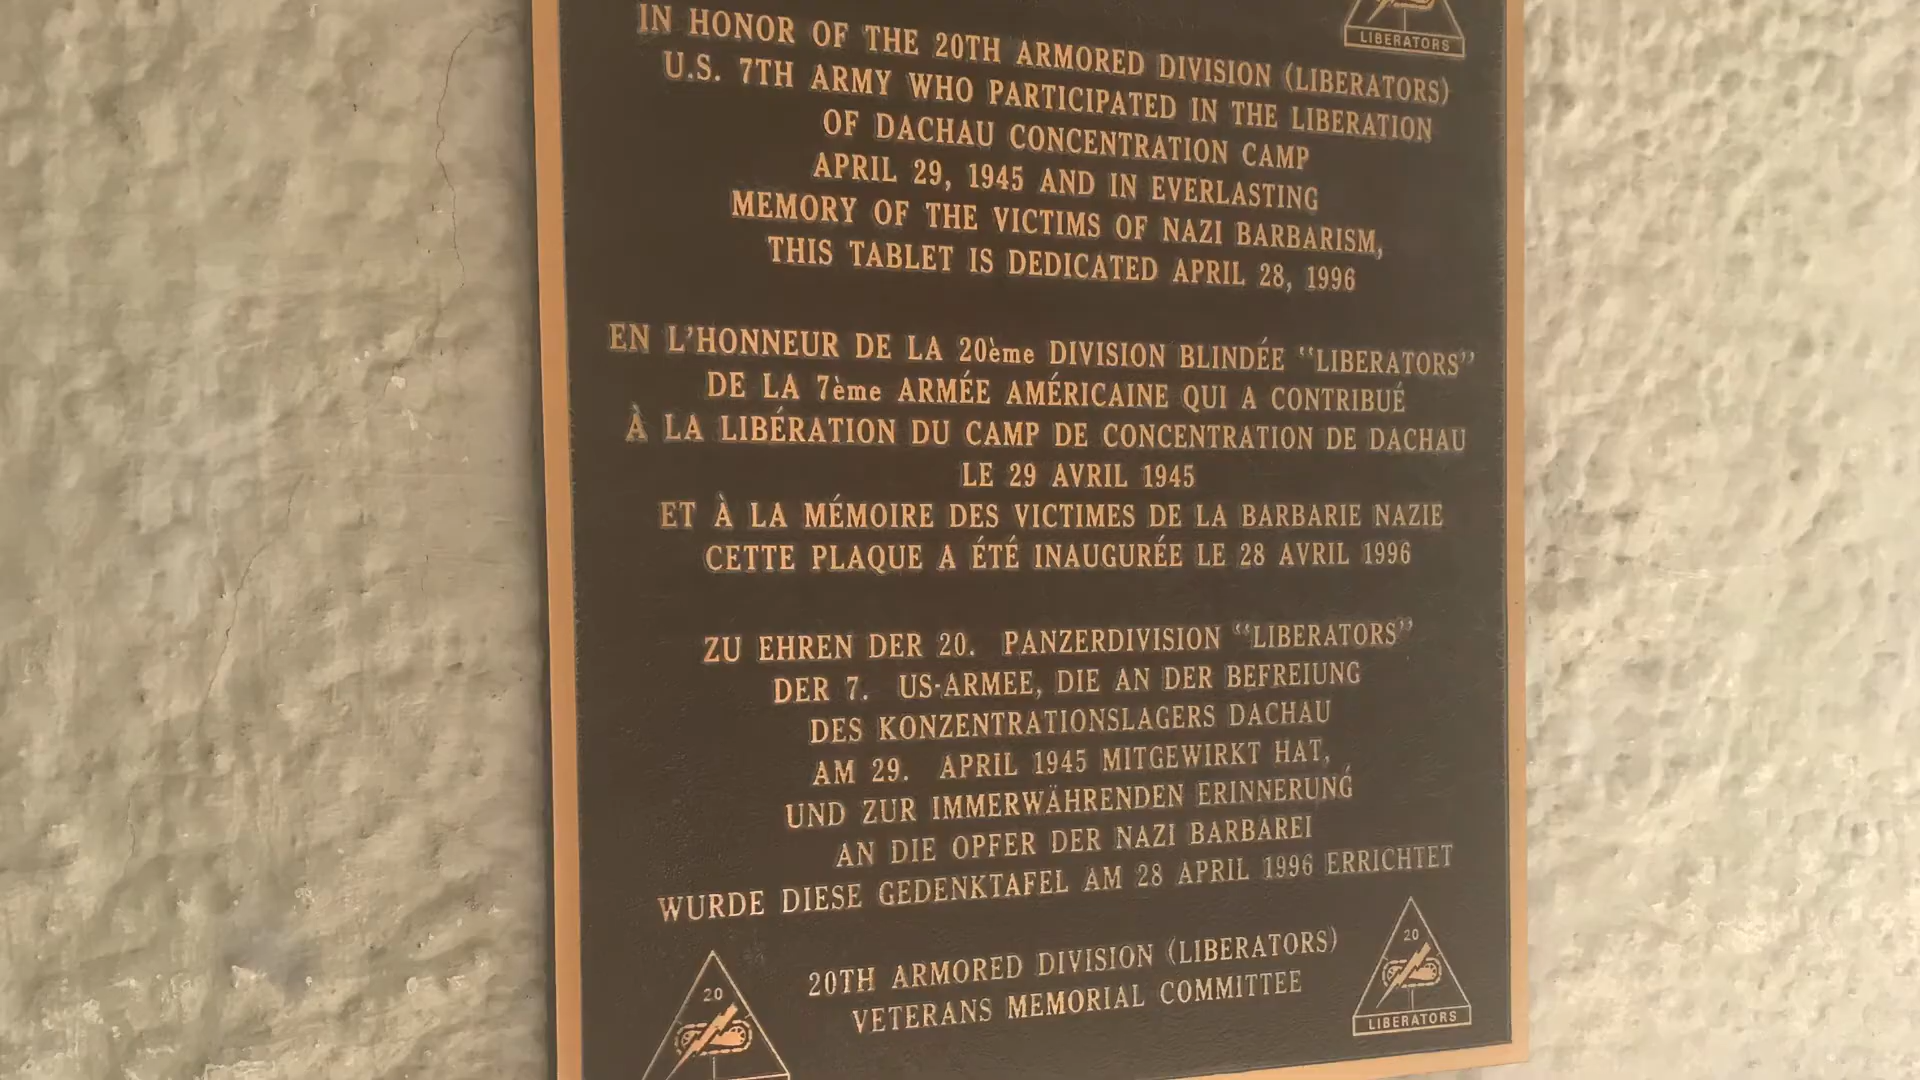 LIBERATORS
IN HONOR OF THE 20TH ARMORED DIVISION (LIBERATORS)
U.S. 7TH ARMY WHO PARTICIPATED IN THE LIBERATION
OF DACHAU CONCENTRATION CAMP
APRIL 29, 1945 AND IN EVERLASTING
MEMORY OF THE VICTIMS OF NAZI BARBARISM,
THIS TABLET IS DEDICATED APRIL 28, 1996
EN L'HONNEUR DE LA 20ème DIVISION BLINDÉE "LIBERATORS"
DE LA 7ème ARMÉE AMÉRICAINE QUI A CONTRIBUÉ
À LA LIBÉRATION DU CAMP DE CONCENTRATION DE DACHAU
LE 29 AVRIL 1945
ET À LA MÉMOIRE DES VICTIMES DE LA BARBARIE NAZIE
CETTE PLAQUE A ÉTÉ INAUGURÉE LE 28 AVRIL 1996
ZU EHREN DER 20. PANZERDIVISION "LIBERATORS"
DER 7. US-ARMEE, DIE AN DER BEFREIUNG
DES KONZENTRATIONSLAGERS DACHAU
AM 29. APRIL 1945 MITGEWIRKT HAT,
UND ZUR IMMERWÄHRENDEN ERINNERUNG
AN DIE OPFER DER NAZI BARBAREI
WURDE DIESE GEDENKTAFEL AM 28 APRIL 1996 ERRICHTET
20TH ARMORED DIVISION (LIBERATORS)
VETERANS MEMORIAL COMMITTEE
20
20
LIBERATORS